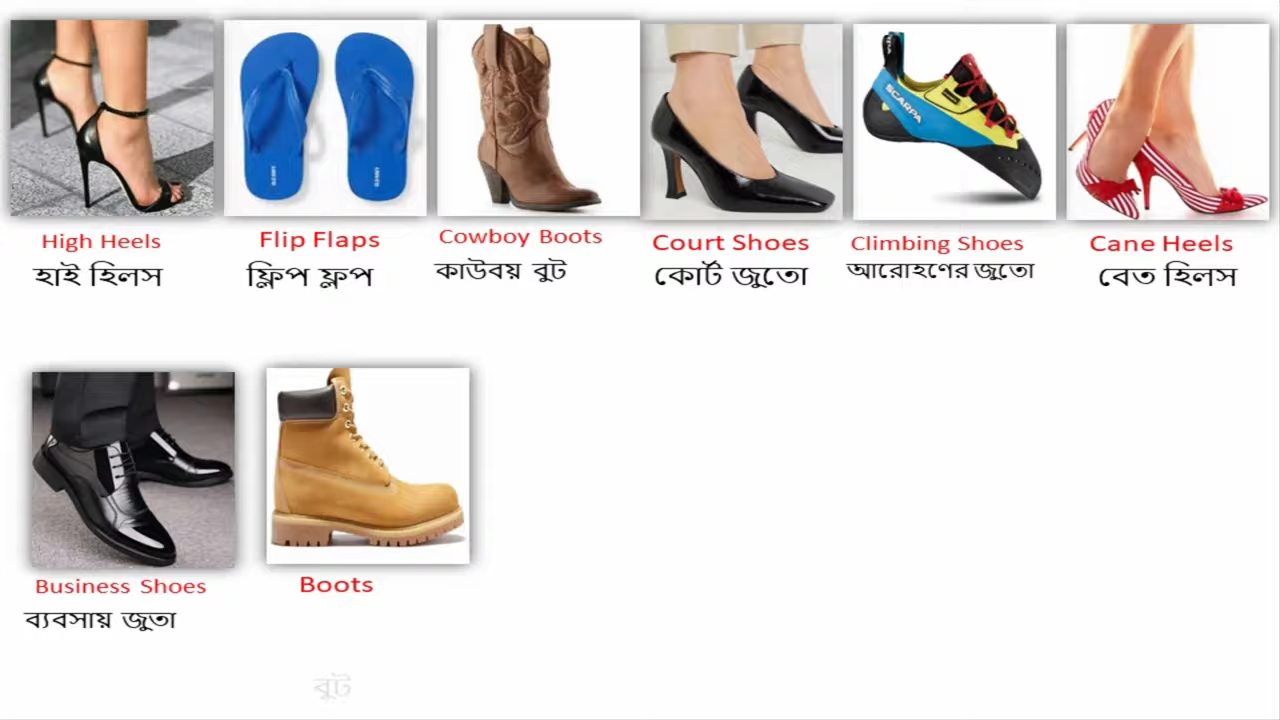 SCARPA
High Heels
হাই হিলস
Flip Flaps
ফ্লিপ ফ্লপ
Cowboy Boots
কাউবয় বুট
Court Shoes
কোর্ট জুতো
Climbing Shoes
আরোহণের জুতো
Cane Heels
বেত হিলস
Business Shoes
ব্যবসায় জুতা
Boots
বুট